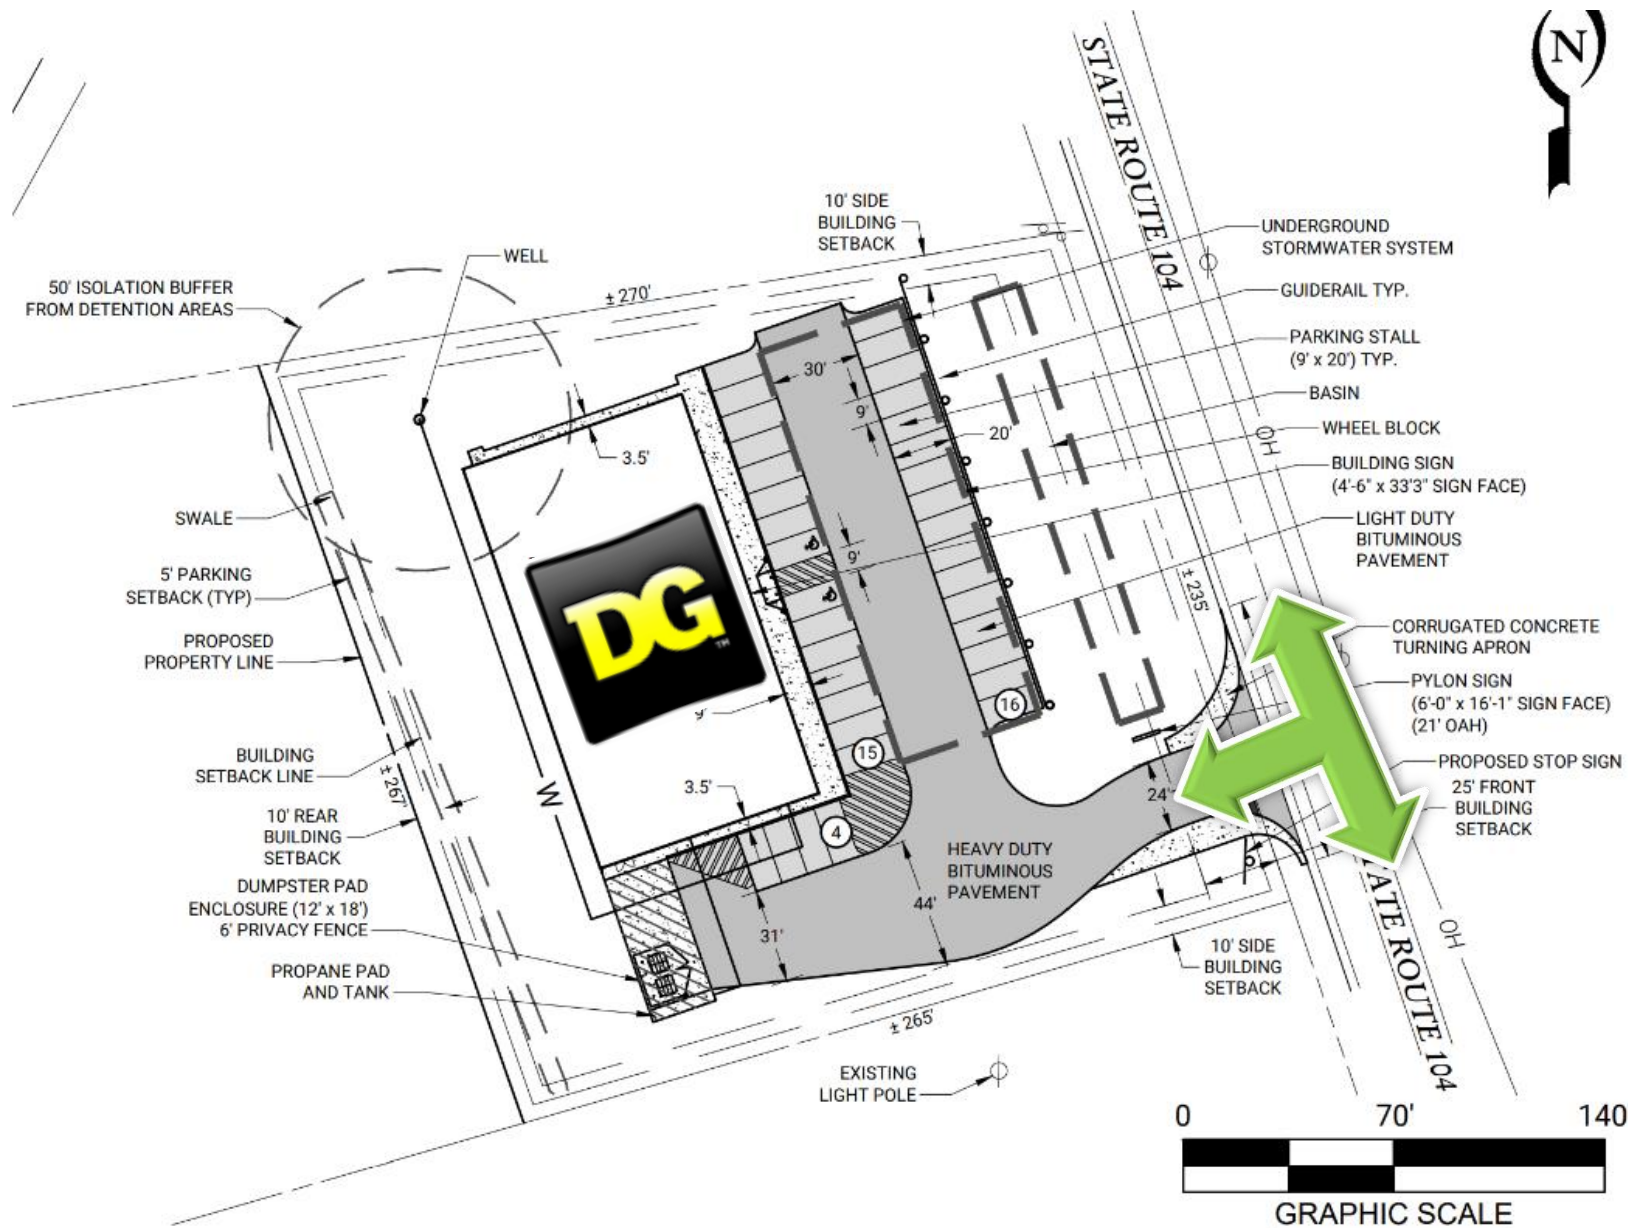 N
STATE ROUTE 104
10' SIDE
BUILDING
SETBACK
UNDERGROUND
STORMWATER SYSTEM
WELL
50' ISOLATION BUFFER
FROM DETENTION AREAS
± 270'
GUIDERAIL TYP.
PARKING STALL
(9' x 20') TYP.
30'
BASIN
9'
20'
WHEEL BLOCK
OH
3.5'
BUILDING SIGN
(4'-6" x 33'3" SIGN FACE)
SWALE
LIGHT DUTY
BITUMINOUS
PAVEMENT
9'
5' PARKING
SETBACK (TYP)
± 235'
DG
TM
CORRUGATED CONCRETE
TURNING APRON
PROPOSED
PROPERTY LINE
PYLON SIGN
(6'-0" x 16'-1" SIGN FACE)
(21' OAH)
16
15
BUILDING
SETBACK LINE
± 267'
PROPOSED STOP SIGN
25' FRONT
BUILDING
SETBACK
W
3.5'
24'
10' REAR
BUILDING
SETBACK
4
HEAVY DUTY
BITUMINOUS
PAVEMENT
DUMPSTER PAD
ENCLOSURE (12' x 18')
6' PRIVACY FENCE
44'
31'
OH
ATE ROUTE 104
10' SIDE
BUILDING
SETBACK
PROPANE PAD
AND TANK
± 265'
EXISTING
LIGHT POLE
0 70' 140
GRAPHIC SCALE